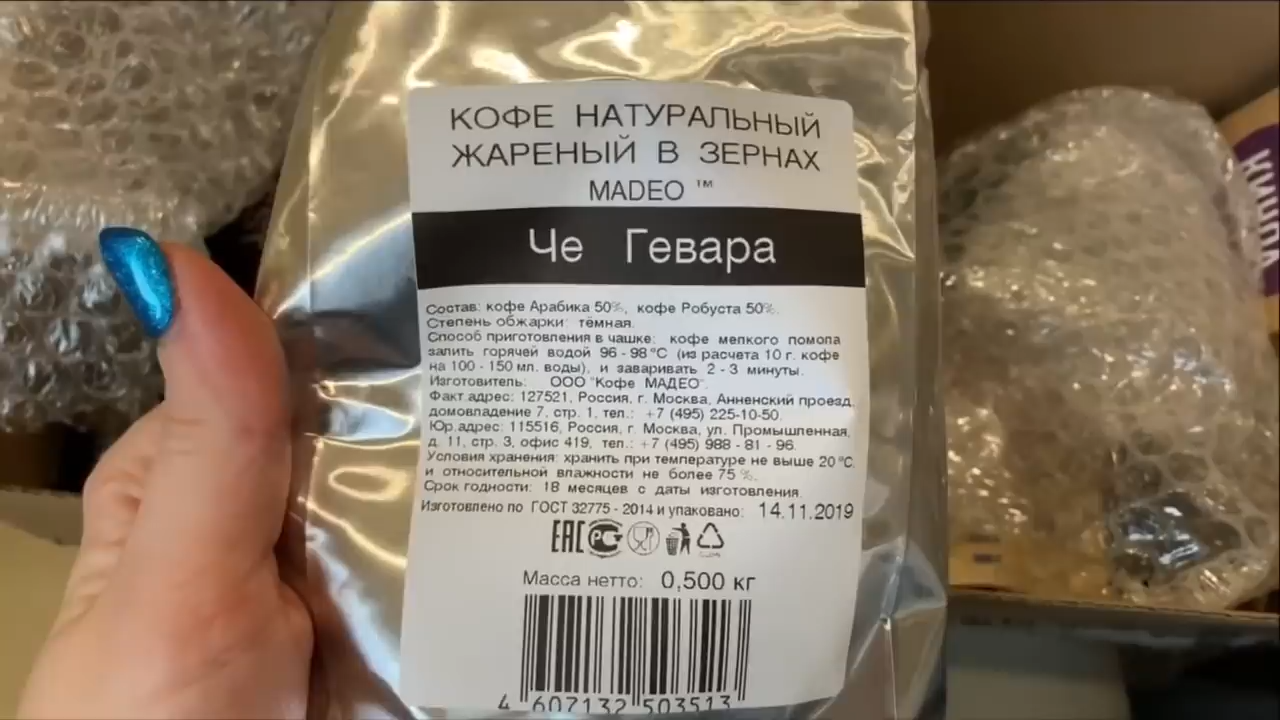 КОФЕ НАТУРАЛЬНЫЙ
ЖАРЕНЫЙ В ЗЕРНАХ
MADEO ™
Че Гевара
Состав: кофе Арабика 50%, кофе Робуста 50%.
Степень обжарки: тёмная.
Способ приготовления в чашке: кофе мелкого помола
залить горячей водой 96 - 98 °C (из расчета 10 г. кофе
на 100 - 150 мл. воды), и заваривать 2 - 3 минуты.
Изготовитель: ООО "Кофе МАДЕО".
Факт.адрес: 127521, Россия, г. Москва, Анненский проезд,
домовладение 7, стр. 1, тел.: +7 (495) 225-10-50.
Юр.адрес: 115516, Россия, г. Москва, ул. Промышленная,
д. 11, стр. 3, офис 419, тел.: +7 (495) 988 - 81 - 96.
Условия хранения: хранить при температуре не выше 20 °C
и относительной влажности не более 75 %.
Срок годности: 18 месяцев с даты изготовления.
Изготовлено по ГОСТ 32775 - 2014 и упаковано: 14.11.2019
EAC РС
Масса нетто: 0,500 кг
4 607132 503513